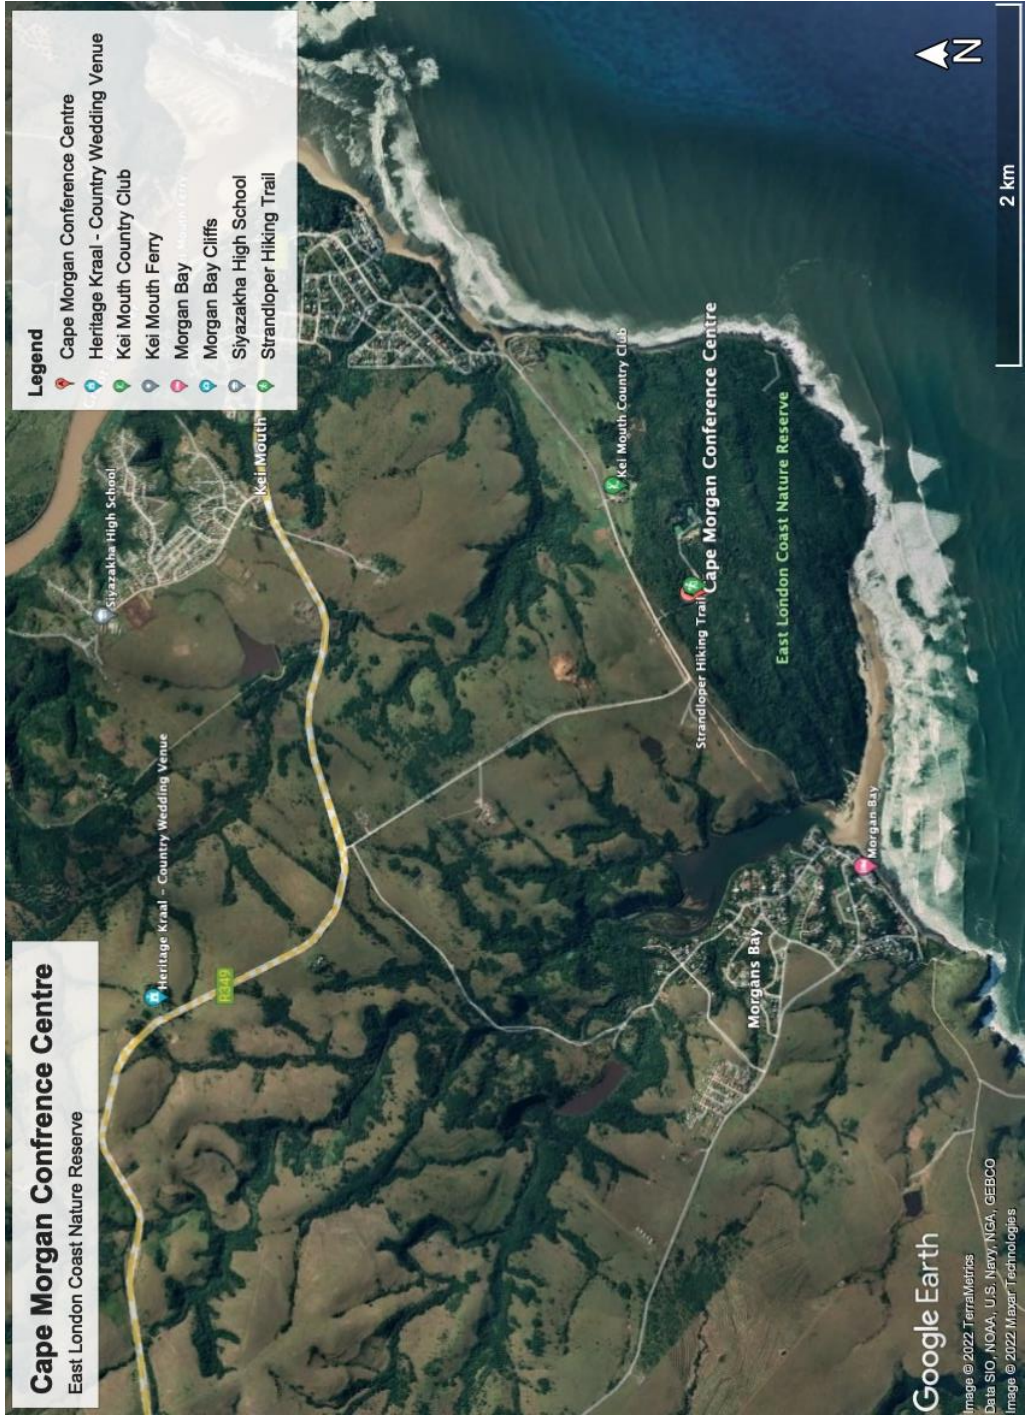 Cape Morgan Confrence Centre
East London Coast Nature Reserve
Legend
Cape Morgan Conference Centre
Heritage Kraal - Country Wedding Venue
Kei Mouth Country Club
Kei Mouth Ferry
Morgan Bay
Morgan Bay Cliffs
Siyazakha High School
Strandloper Hiking Trail
Siyazakha High School
Kei Mouth
Heritage Kraal – Country Wedding Venue
R349
Kei Mouth Country Club
Cape Morgan Conference Centre
Strandloper Hiking Trail
East London Coast Nature Reserve
Morgan Bay
Morgans Bay
Google Earth
Image © 2022 TerraMetrics
Data SIO, NOAA, U.S. Navy, NGA, GEBCO
Image © 2022 Maxar Technologies
N
2 km